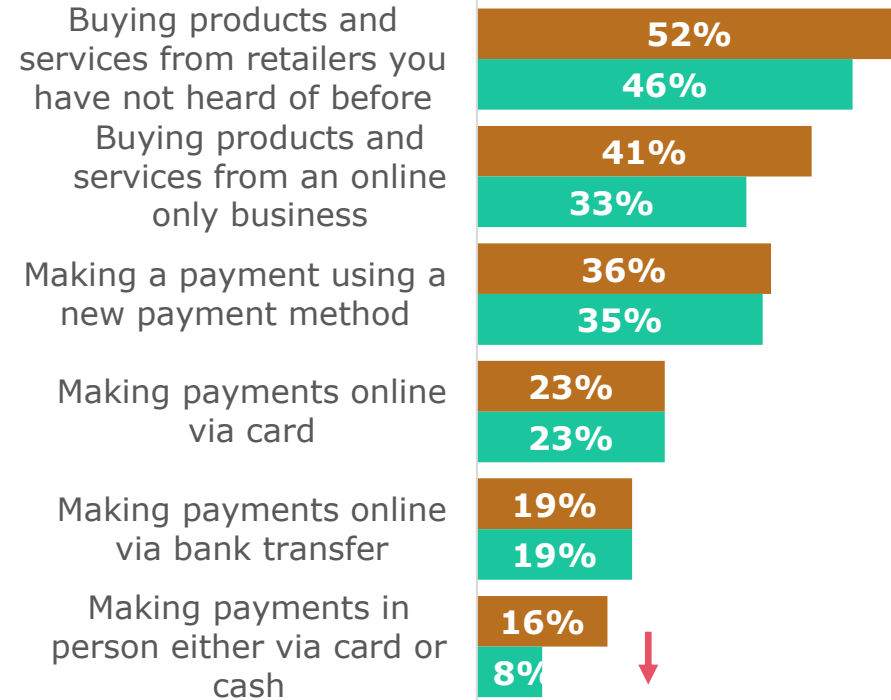 Buying products and
services from retailers you
have not heard of before
52%
46%
Buying products and
services from an online
only business
41%
33%
Making a payment using a
new payment method
36%
35%
Making payments online
via card
23%
23%
Making payments online
via bank transfer
19%
19%
Making payments in
person either via card or
cash
16%
8%